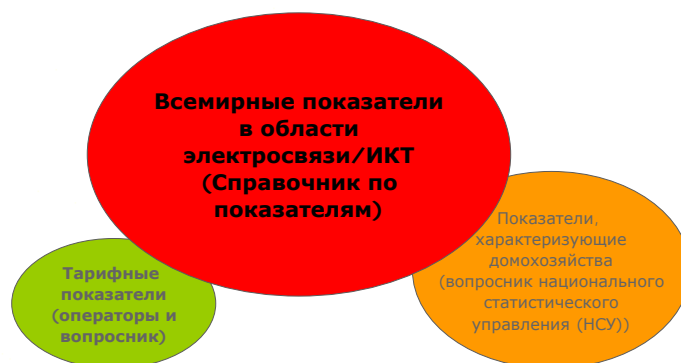 Всемирные показатели
в области
электросвязи/ИКТ
(Справочник по
показателям)
Показатели,
характеризующие
домохозяйства
(вопросник национального
статистического
управления (НСУ))
Тарифные
показатели
(операторы и
вопросник)